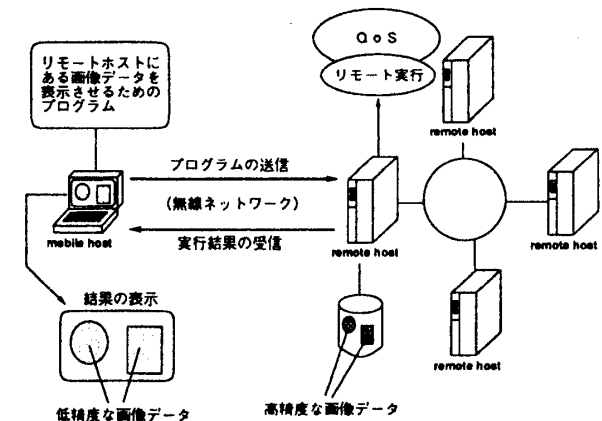 QoS
リモート実行
リモートホストに
ある画像データを
表示させるための
プログラム
remote host
プログラムの送信
(無線ネットワーク)
mobile host
実行結果の受信
remote host
remote host
結果の表示
remote host
低精度な画像データ
高精度な画像データ